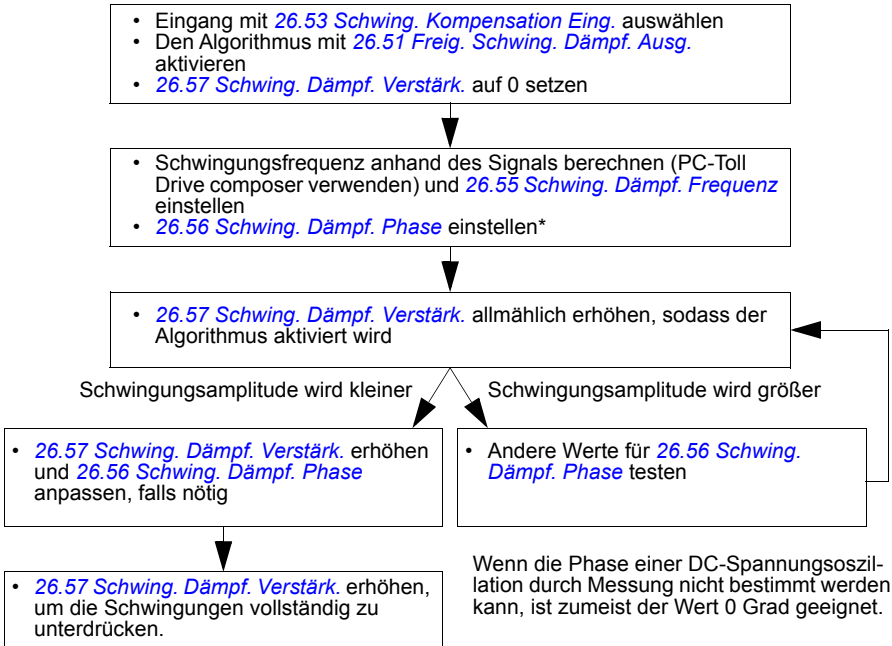 • Eingang mit 26.53 Schwing. Kompensation Eing. auswählen
• Den Algorithmus mit 26.51 Freig. Schwing. Dämpf. Ausg.
aktivieren
• 26.57 Schwing. Dämpf. Verstärk. auf 0 setzen
• Schwingungsfrequenz anhand des Signals berechnen (PC-Toll
Drive composer verwenden) und 26.55 Schwing. Dämpf. Frequenz
einstellen
• 26.56 Schwing. Dämpf. Phase einstellen*
• 26.57 Schwing. Dämpf. Verstärk. allmählich erhöhen, sodass der
Algorithmus aktiviert wird
Schwingungsamplitude wird kleiner
Schwingungsamplitude wird größer
• 26.57 Schwing. Dämpf. Verstärk. erhöhen
und 26.56 Schwing. Dämpf. Phase
anpassen, falls nötig
• Andere Werte für 26.56 Schwing.
Dämpf. Phase testen
• 26.57 Schwing. Dämpf. Verstärk. erhöhen,
um die Schwingungen vollständig zu
unterdrücken.
Wenn die Phase einer DC-Spannungsoszil-
lation durch Messung nicht bestimmt werden
kann, ist zumeist der Wert 0 Grad geeignet.